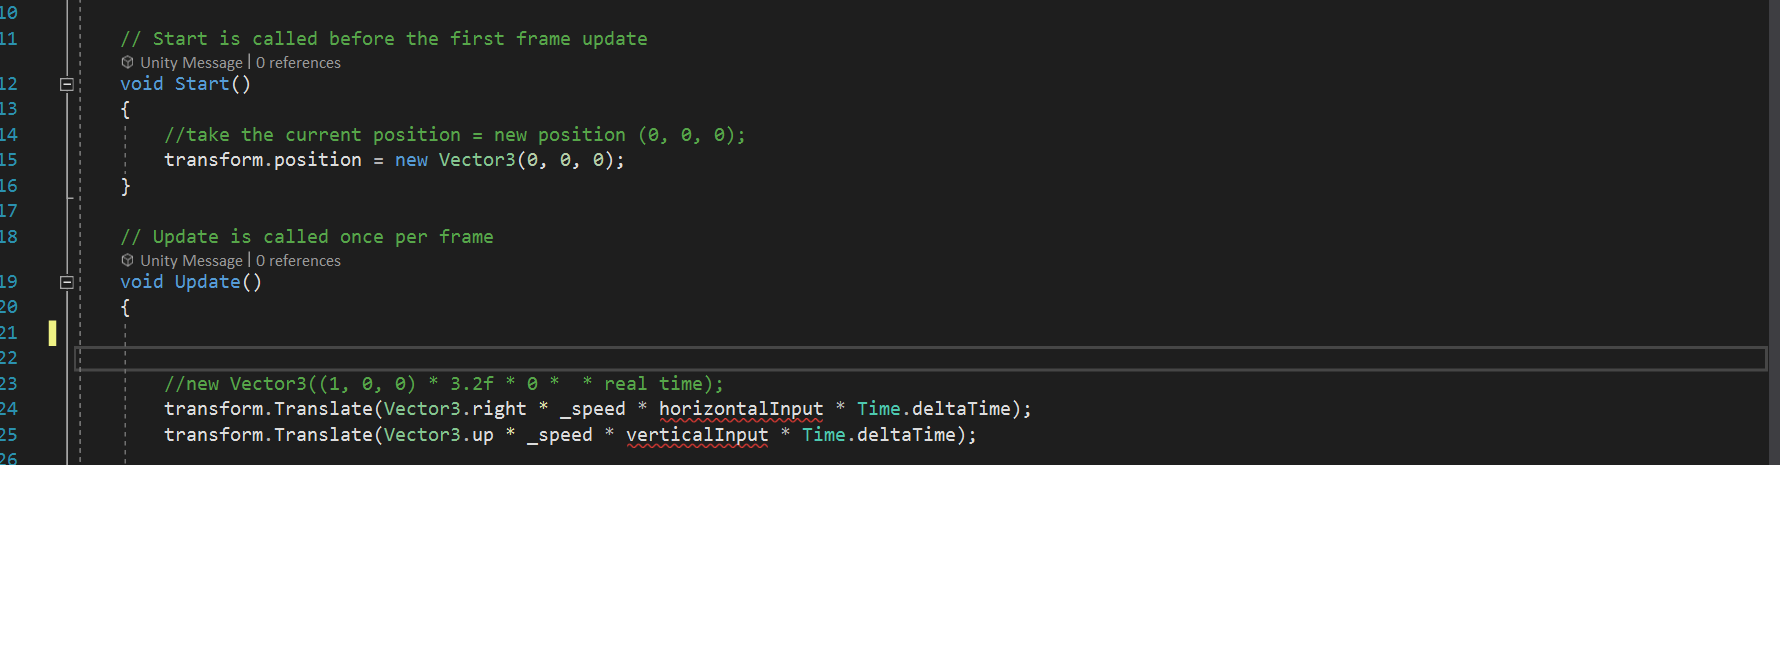 10
11 // Start is called before the first frame update
Unity Message | 0 references
12 void Start()
13 {
14 //take the current position = new position (0, 0, 0);
15 transform.position = new Vector3(0, 0, 0);
16 }
17
18 // Update is called once per frame
Unity Message | 0 references
19 void Update()
20 {
21
22
23 //new Vector3((1, 0, 0) * 3.2f * 0 *  * real time);
24 transform.Translate(Vector3.right * _speed * horizontalInput * Time.deltaTime);
25 transform.Translate(Vector3.up * _speed * verticalInput * Time.deltaTime);
26